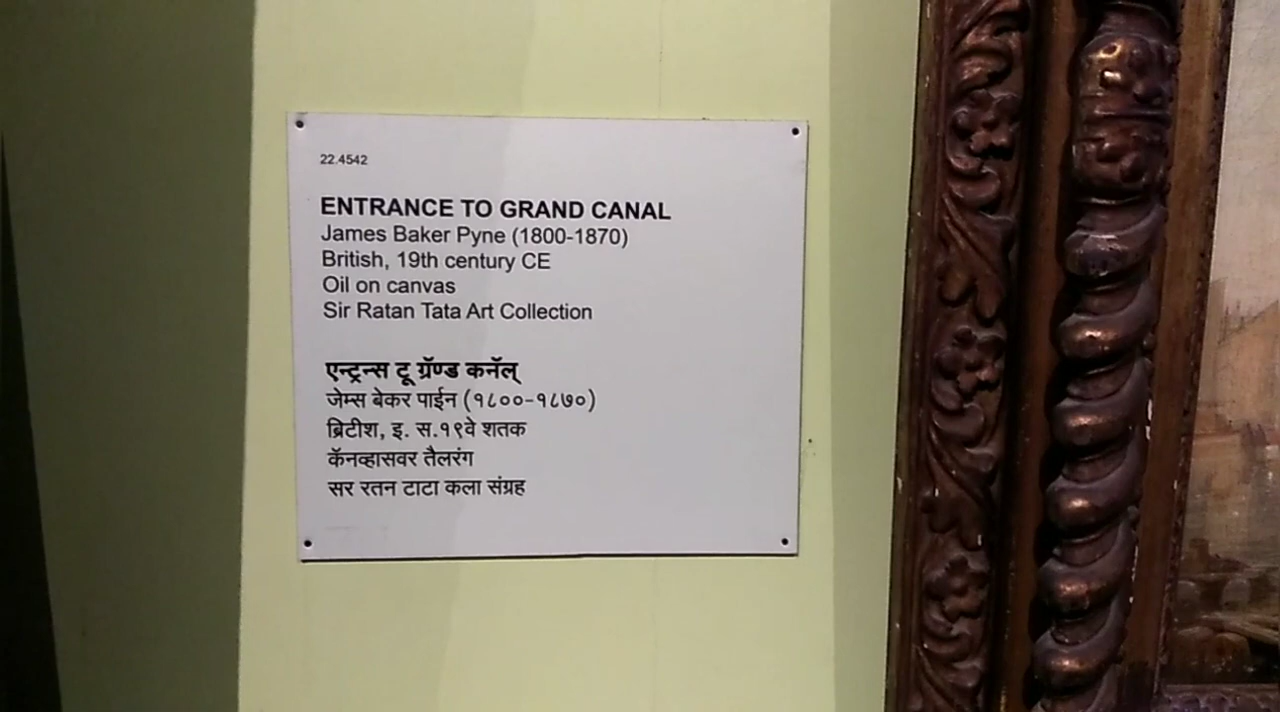 22.4542
ENTRANCE TO GRAND CANAL
James Baker Pyne (1800-1870)
British, 19th century CE
Oil on canvas
Sir Ratan Tata Art Collection
एन्ट्रन्स टू ग्रॅण्ड कनॅल्
जेम्स बेकर पाईन (१८००-१८७०)
ब्रिटीश, इ. स.१९वे शतक
कॅनव्हासवर तैलरंग
सर रतन टाटा कला संग्रह